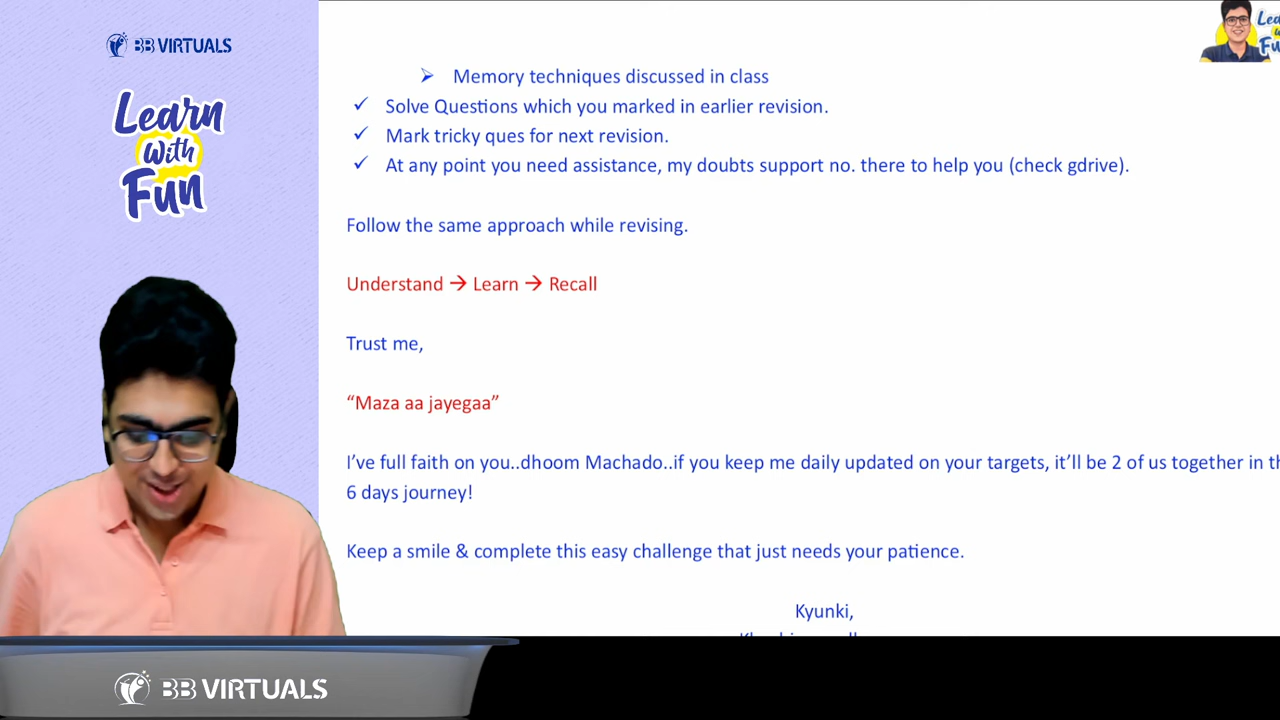 BB VIRTUALS
Learn
With
Fun
Memory techniques discussed in class
Solve Questions which you marked in earlier revision.
Mark tricky ques for next revision.
At any point you need assistance, my doubts support no. there to help you (check gdrive).
Follow the same approach while revising.
Understand → Learn → Recall
Trust me,
“Maza aa jayegaa”
I’ve full faith on you..dhoom Machado..if you keep me daily updated on your targets, it’ll be 2 of us together in
6 days journey!
Keep a smile & complete this easy challenge that just needs your patience.
Kyunki,
BB VIRTUALS